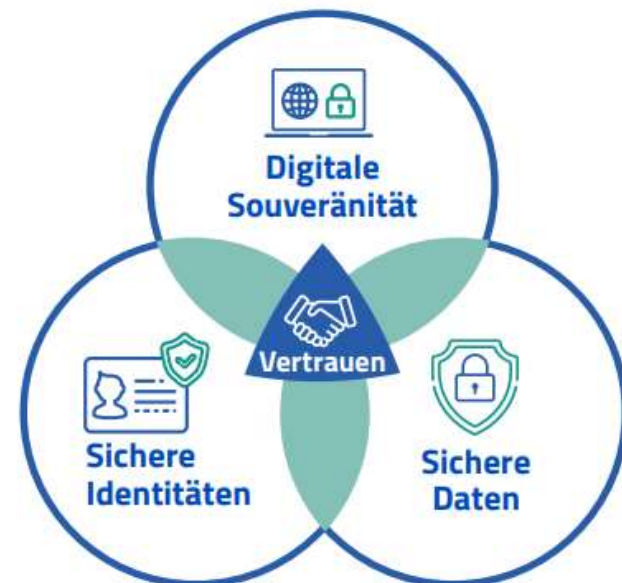 Digitale
Souveränität
Vertrauen
Sichere
Identitäten
Sichere
Daten